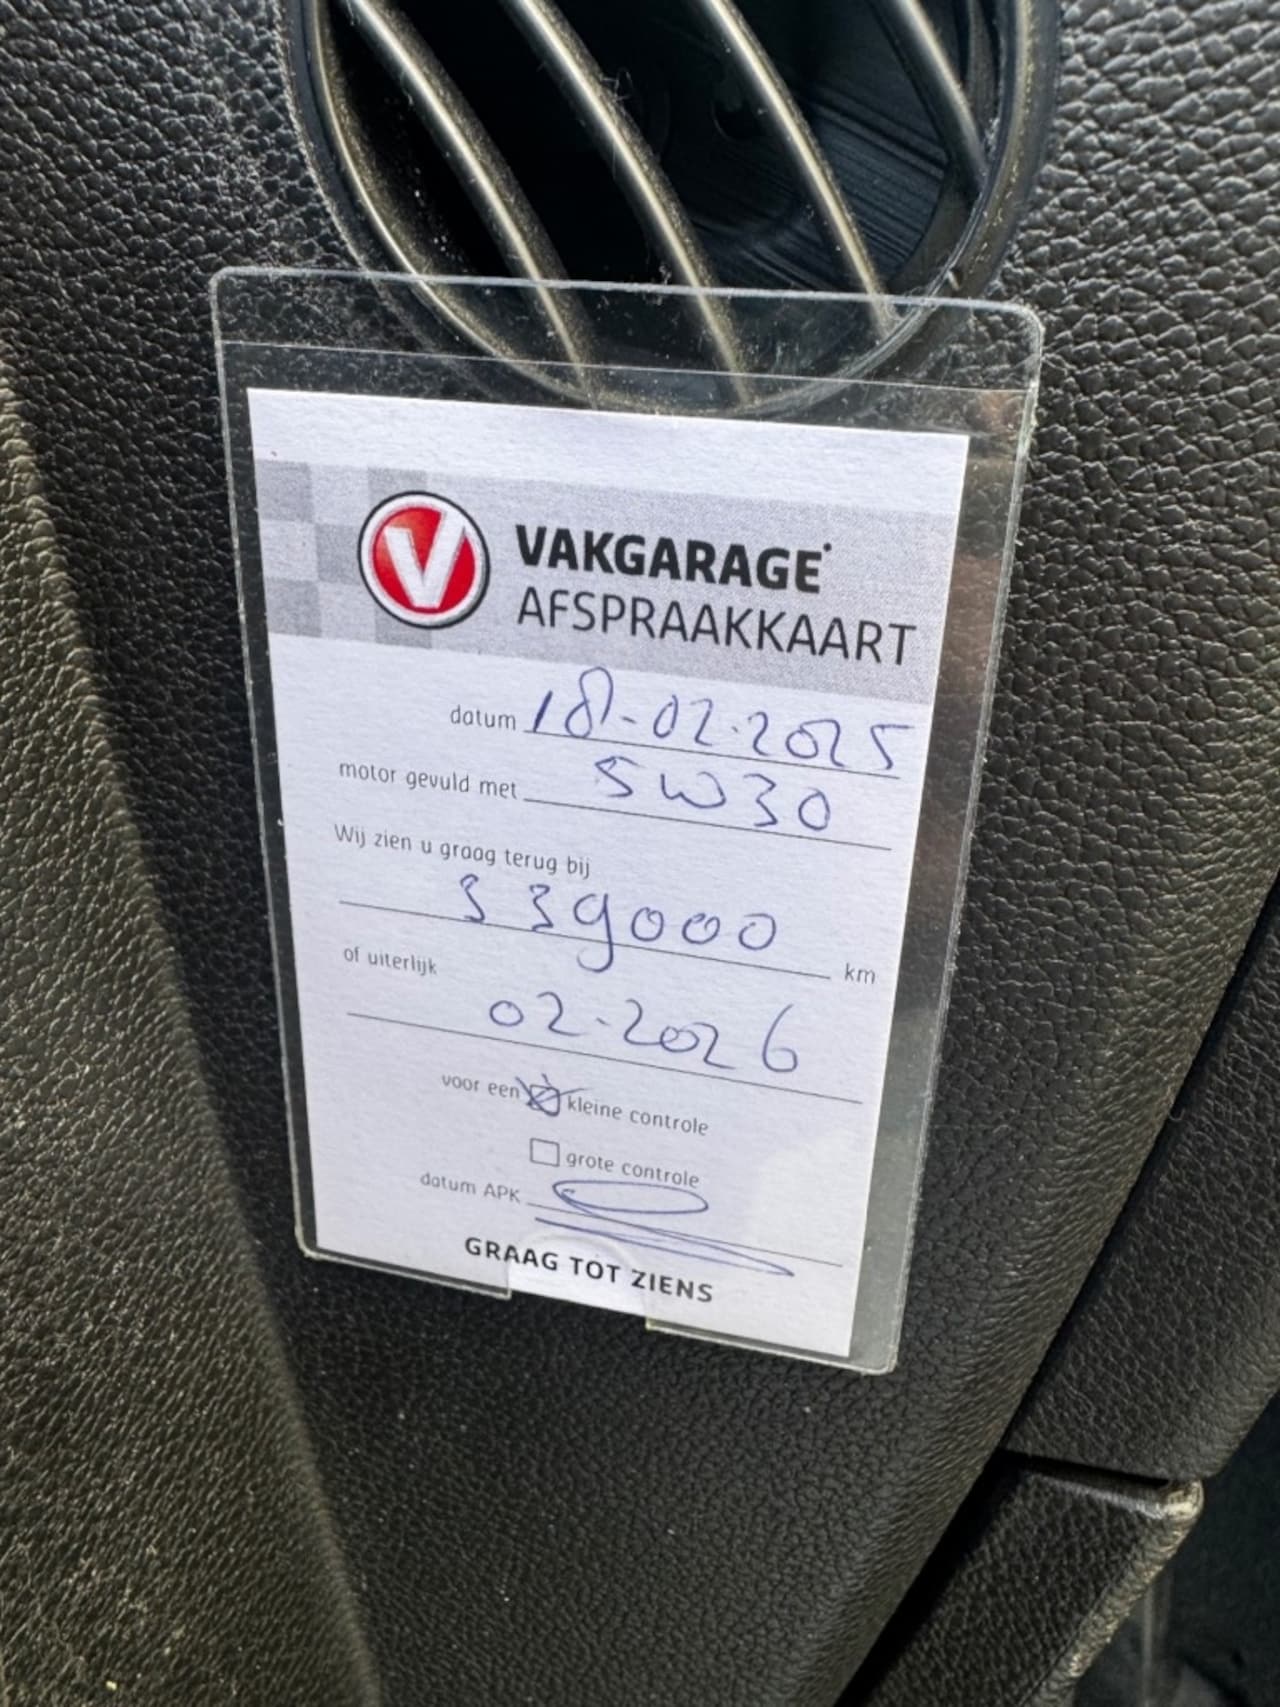 V
VAKGARAGE
AFSPRAAKKAART
datum 18-02-2025
motor gevuld met 5W30
Wij zien u graag terug bij
339000 km
of uiterlijk
02-2026
voor een kleine controle
grote controle
datum APK
GRAAG TOT ZIENS